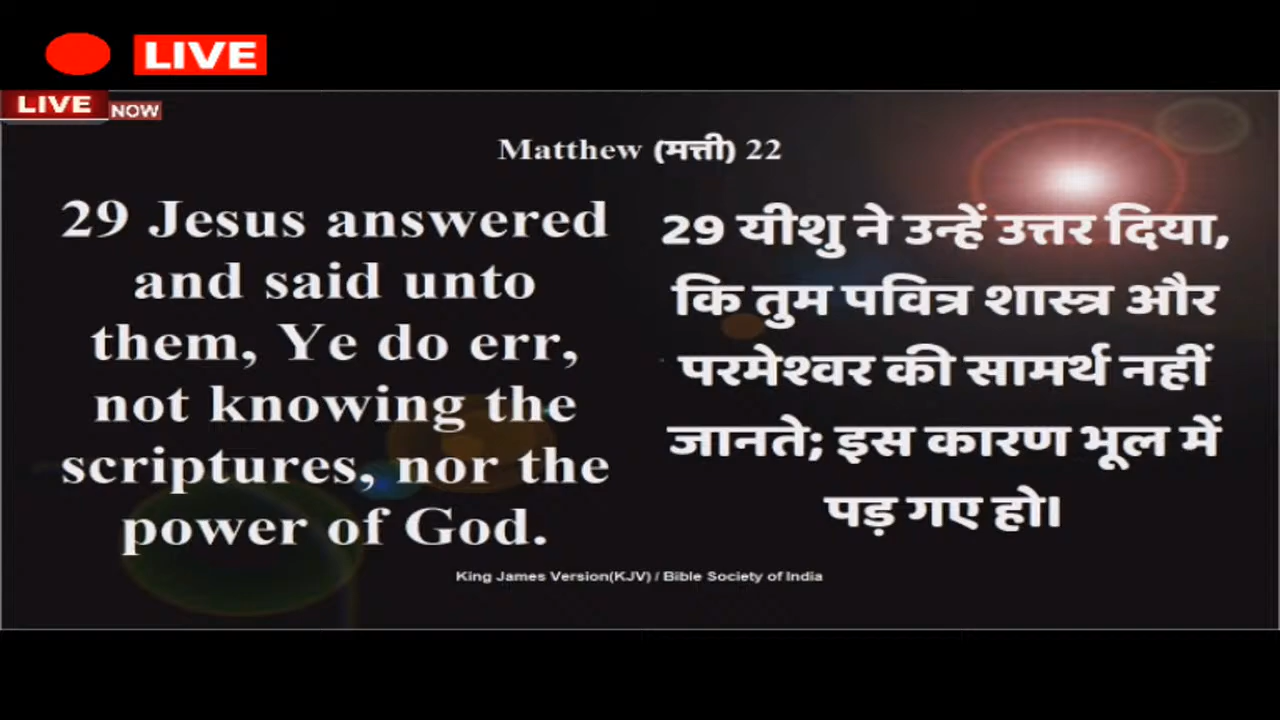 LIVE
LIVE NOW
Matthew (मत्ती) 22
29 Jesus answered
and said unto
them, Ye do err,
not knowing the
scriptures, nor the
power of God.
29 यीशु ने उन्हें उत्तर दिया,
कि तुम पवित्र शास्त्र और
परमेश्वर की सामर्थ नहीं
जानते; इस कारण भूल में
पड़ गए हो।
King James Version(KJV) / Bible Society of India